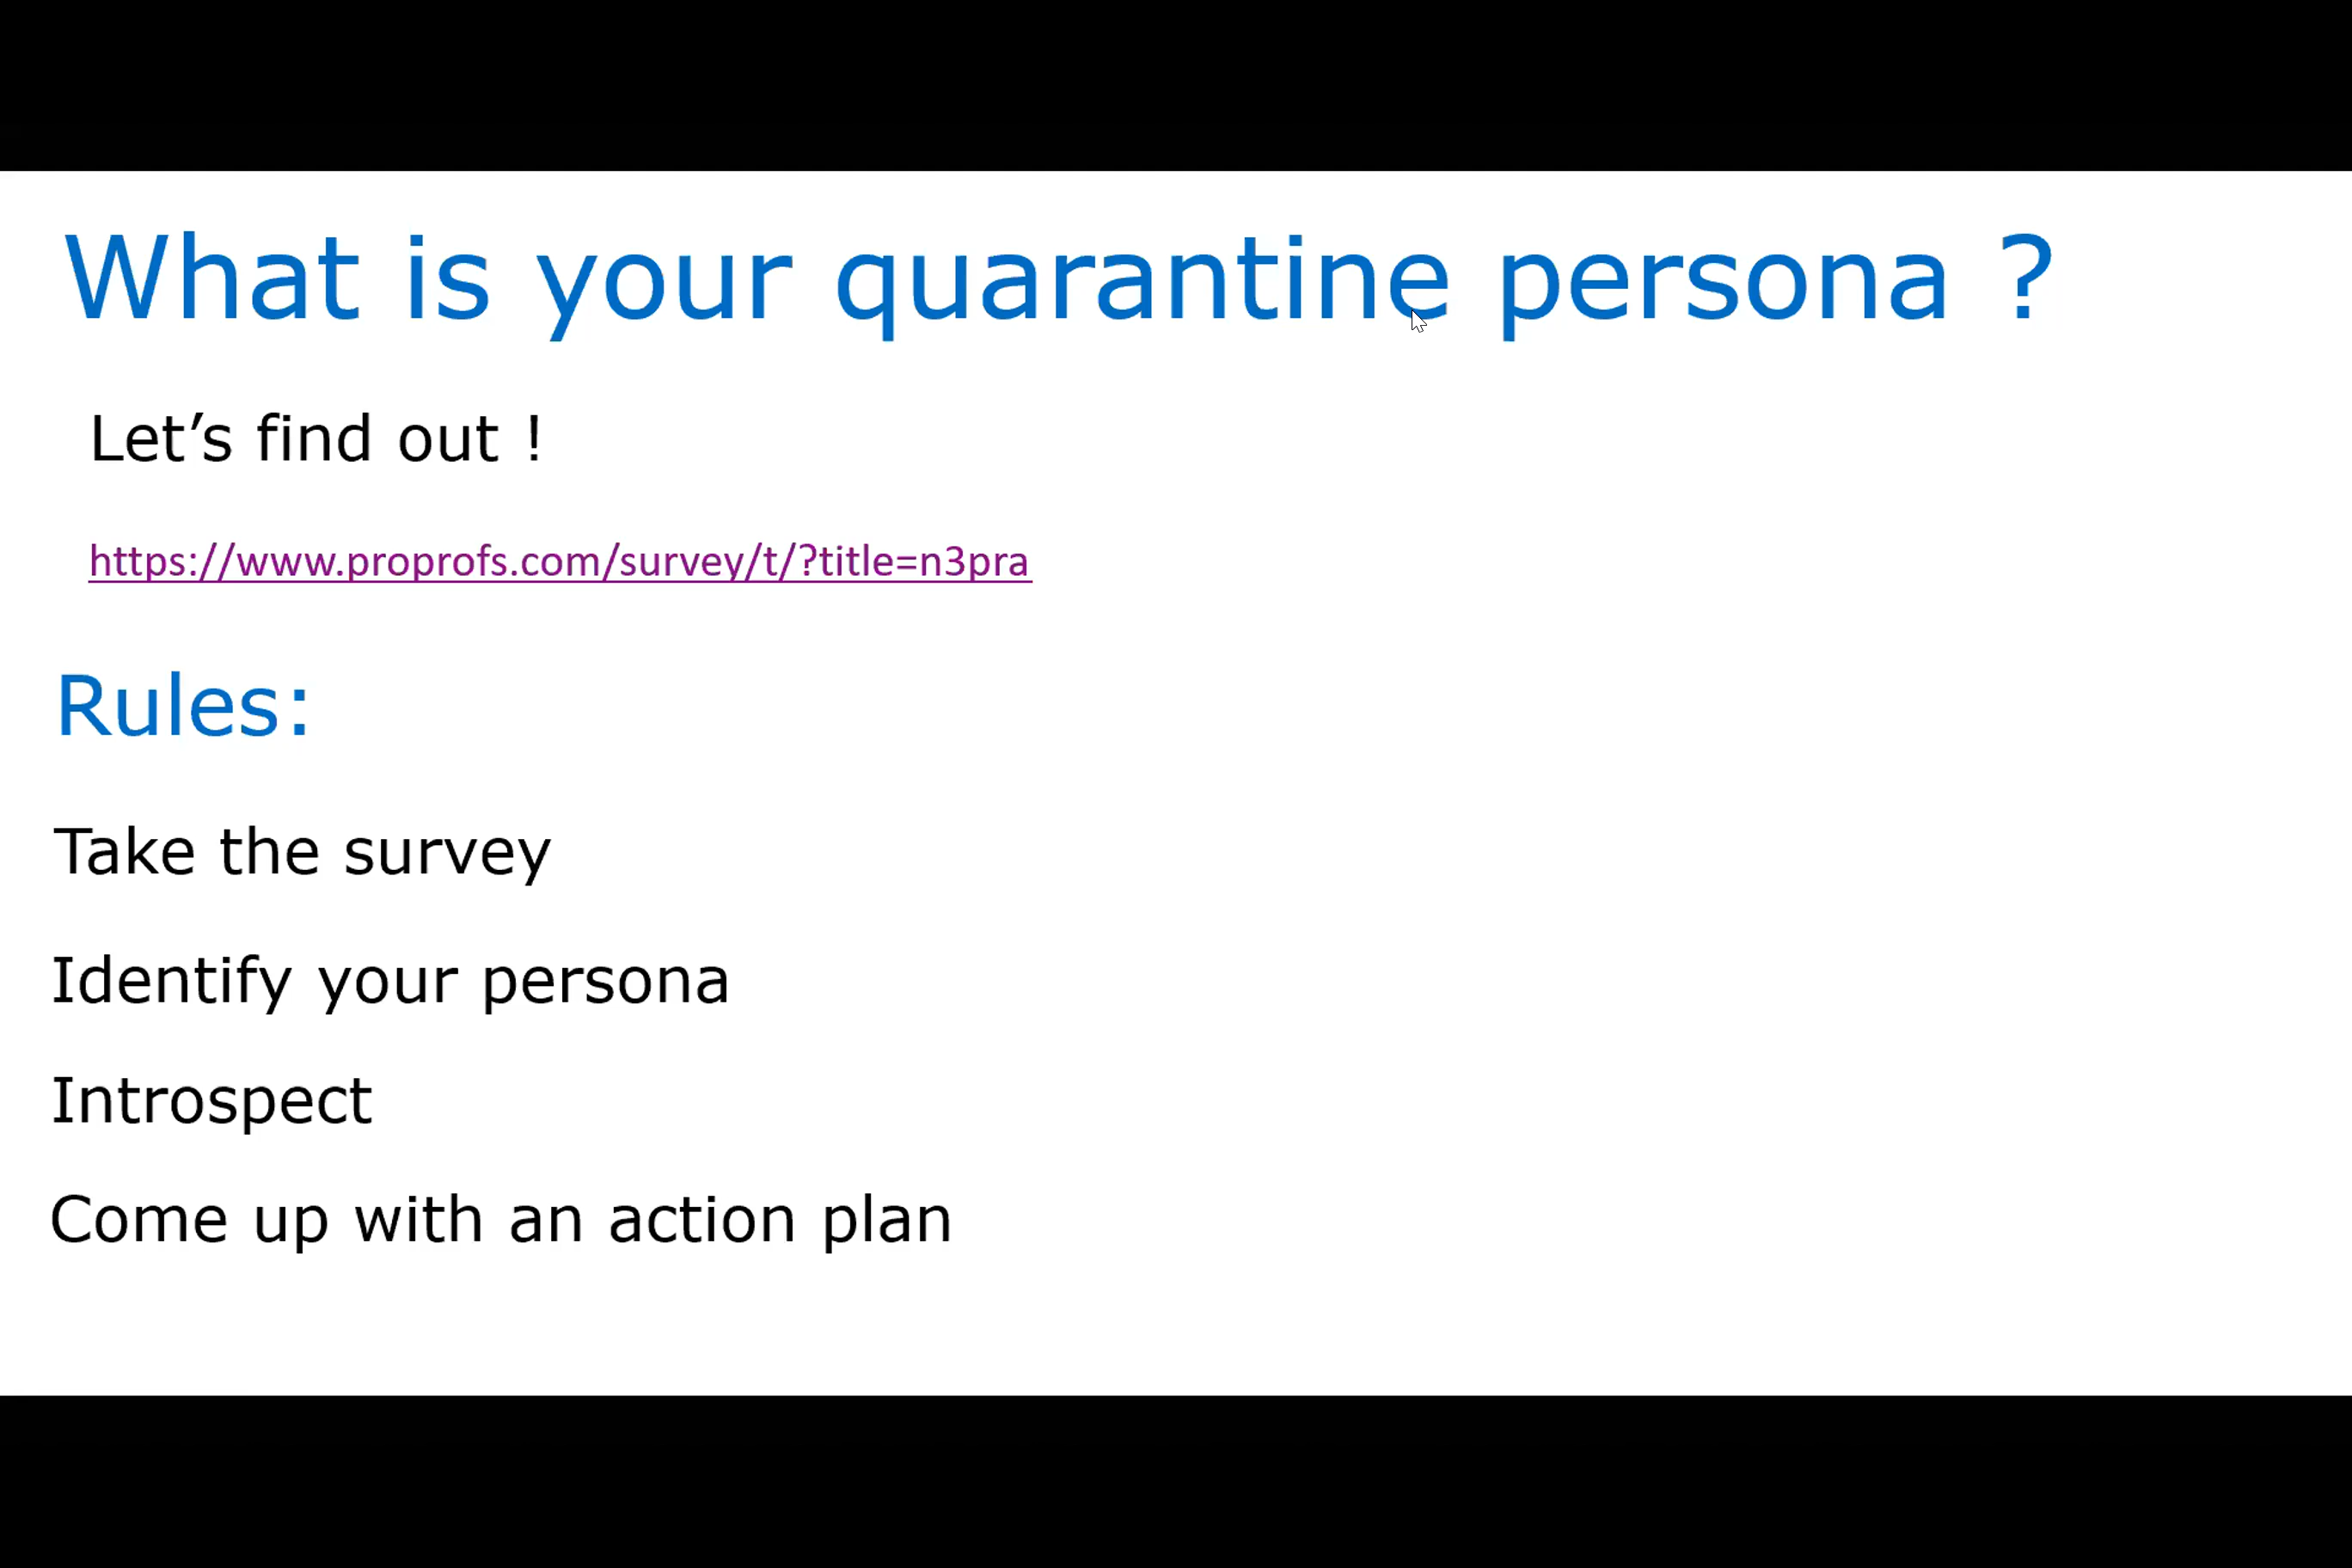 What is your quarantine persona ?
Let’s find out !
https://www.proprofs.com/survey/t/?title=n3pra
Rules:
Take the survey
Identify your persona
Introspect
Come up with an action plan